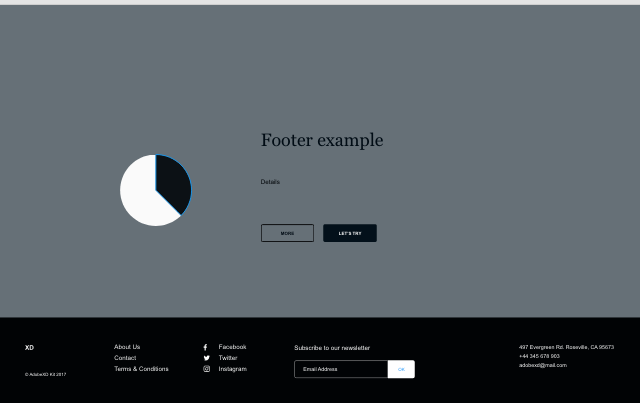 Footer example
Details
MORE
LET'S TRY
XD
© AdobeXD Kit 2017
About Us
Contact
Terms & Conditions
Facebook
Twitter
Instagram
Subscribe to our newsletter
Email Address
OK
497 Evergreen Rd. Roseville, CA 95673
+44 345 678 903
adobexd@mail.com